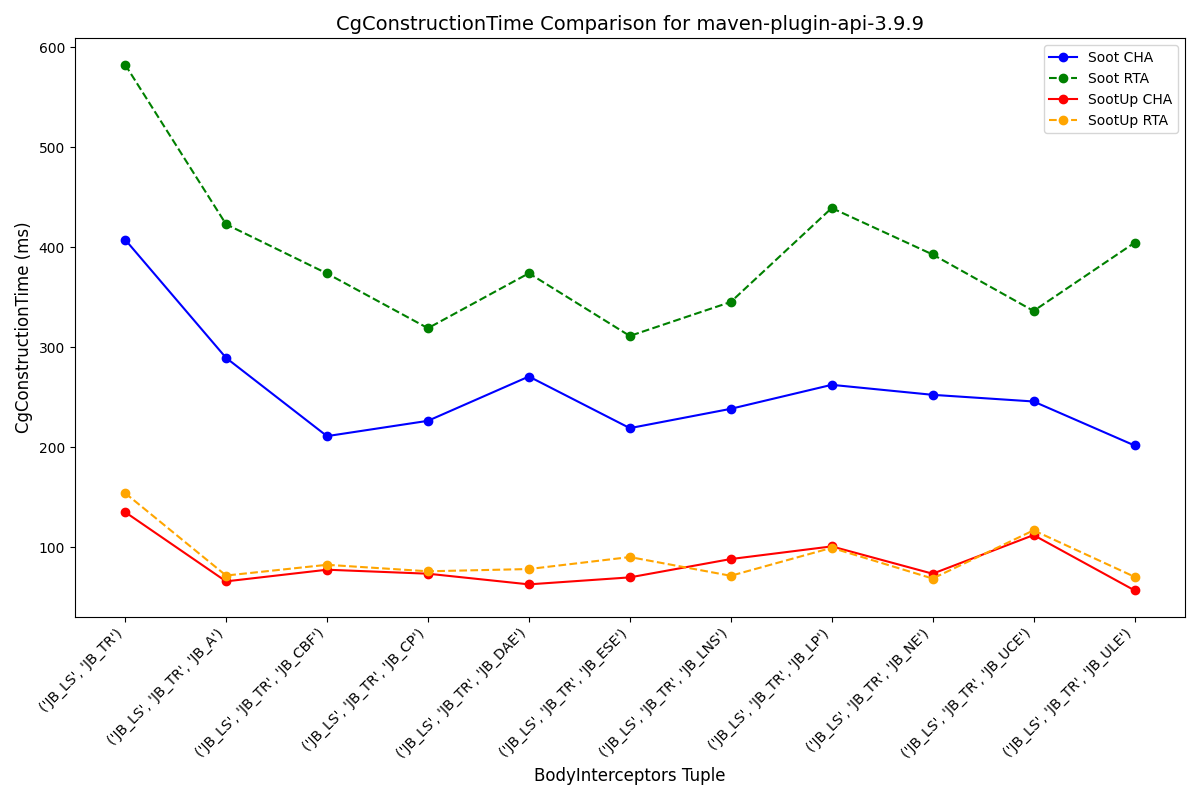 CgConstructionTime Comparison for maven-plugin-api-3.9.9
Soot CHA
Soot RTA
SootUp CHA
SootUp RTA
CgConstructionTime (ms)
600
500
400
300
200
100
('JB_LS', 'JB_TR')
('JB_LS', 'JB_TR', 'JB_A')
('JB_LS', 'JB_TR', 'JB_CBF')
('JB_LS', 'JB_TR', 'JB_CP')
('JB_LS', 'JB_TR', 'JB_DAE')
('JB_LS', 'JB_TR', 'JB_ESE')
('JB_LS', 'JB_TR', 'JB_LNS')
('JB_LS', 'JB_TR', 'JB_LP')
('JB_LS', 'JB_TR', 'JB_NE')
('JB_LS', 'JB_TR', 'JB_UCE')
('JB_LS', 'JB_TR', 'JB_ULE')
BodyInterceptors Tuple